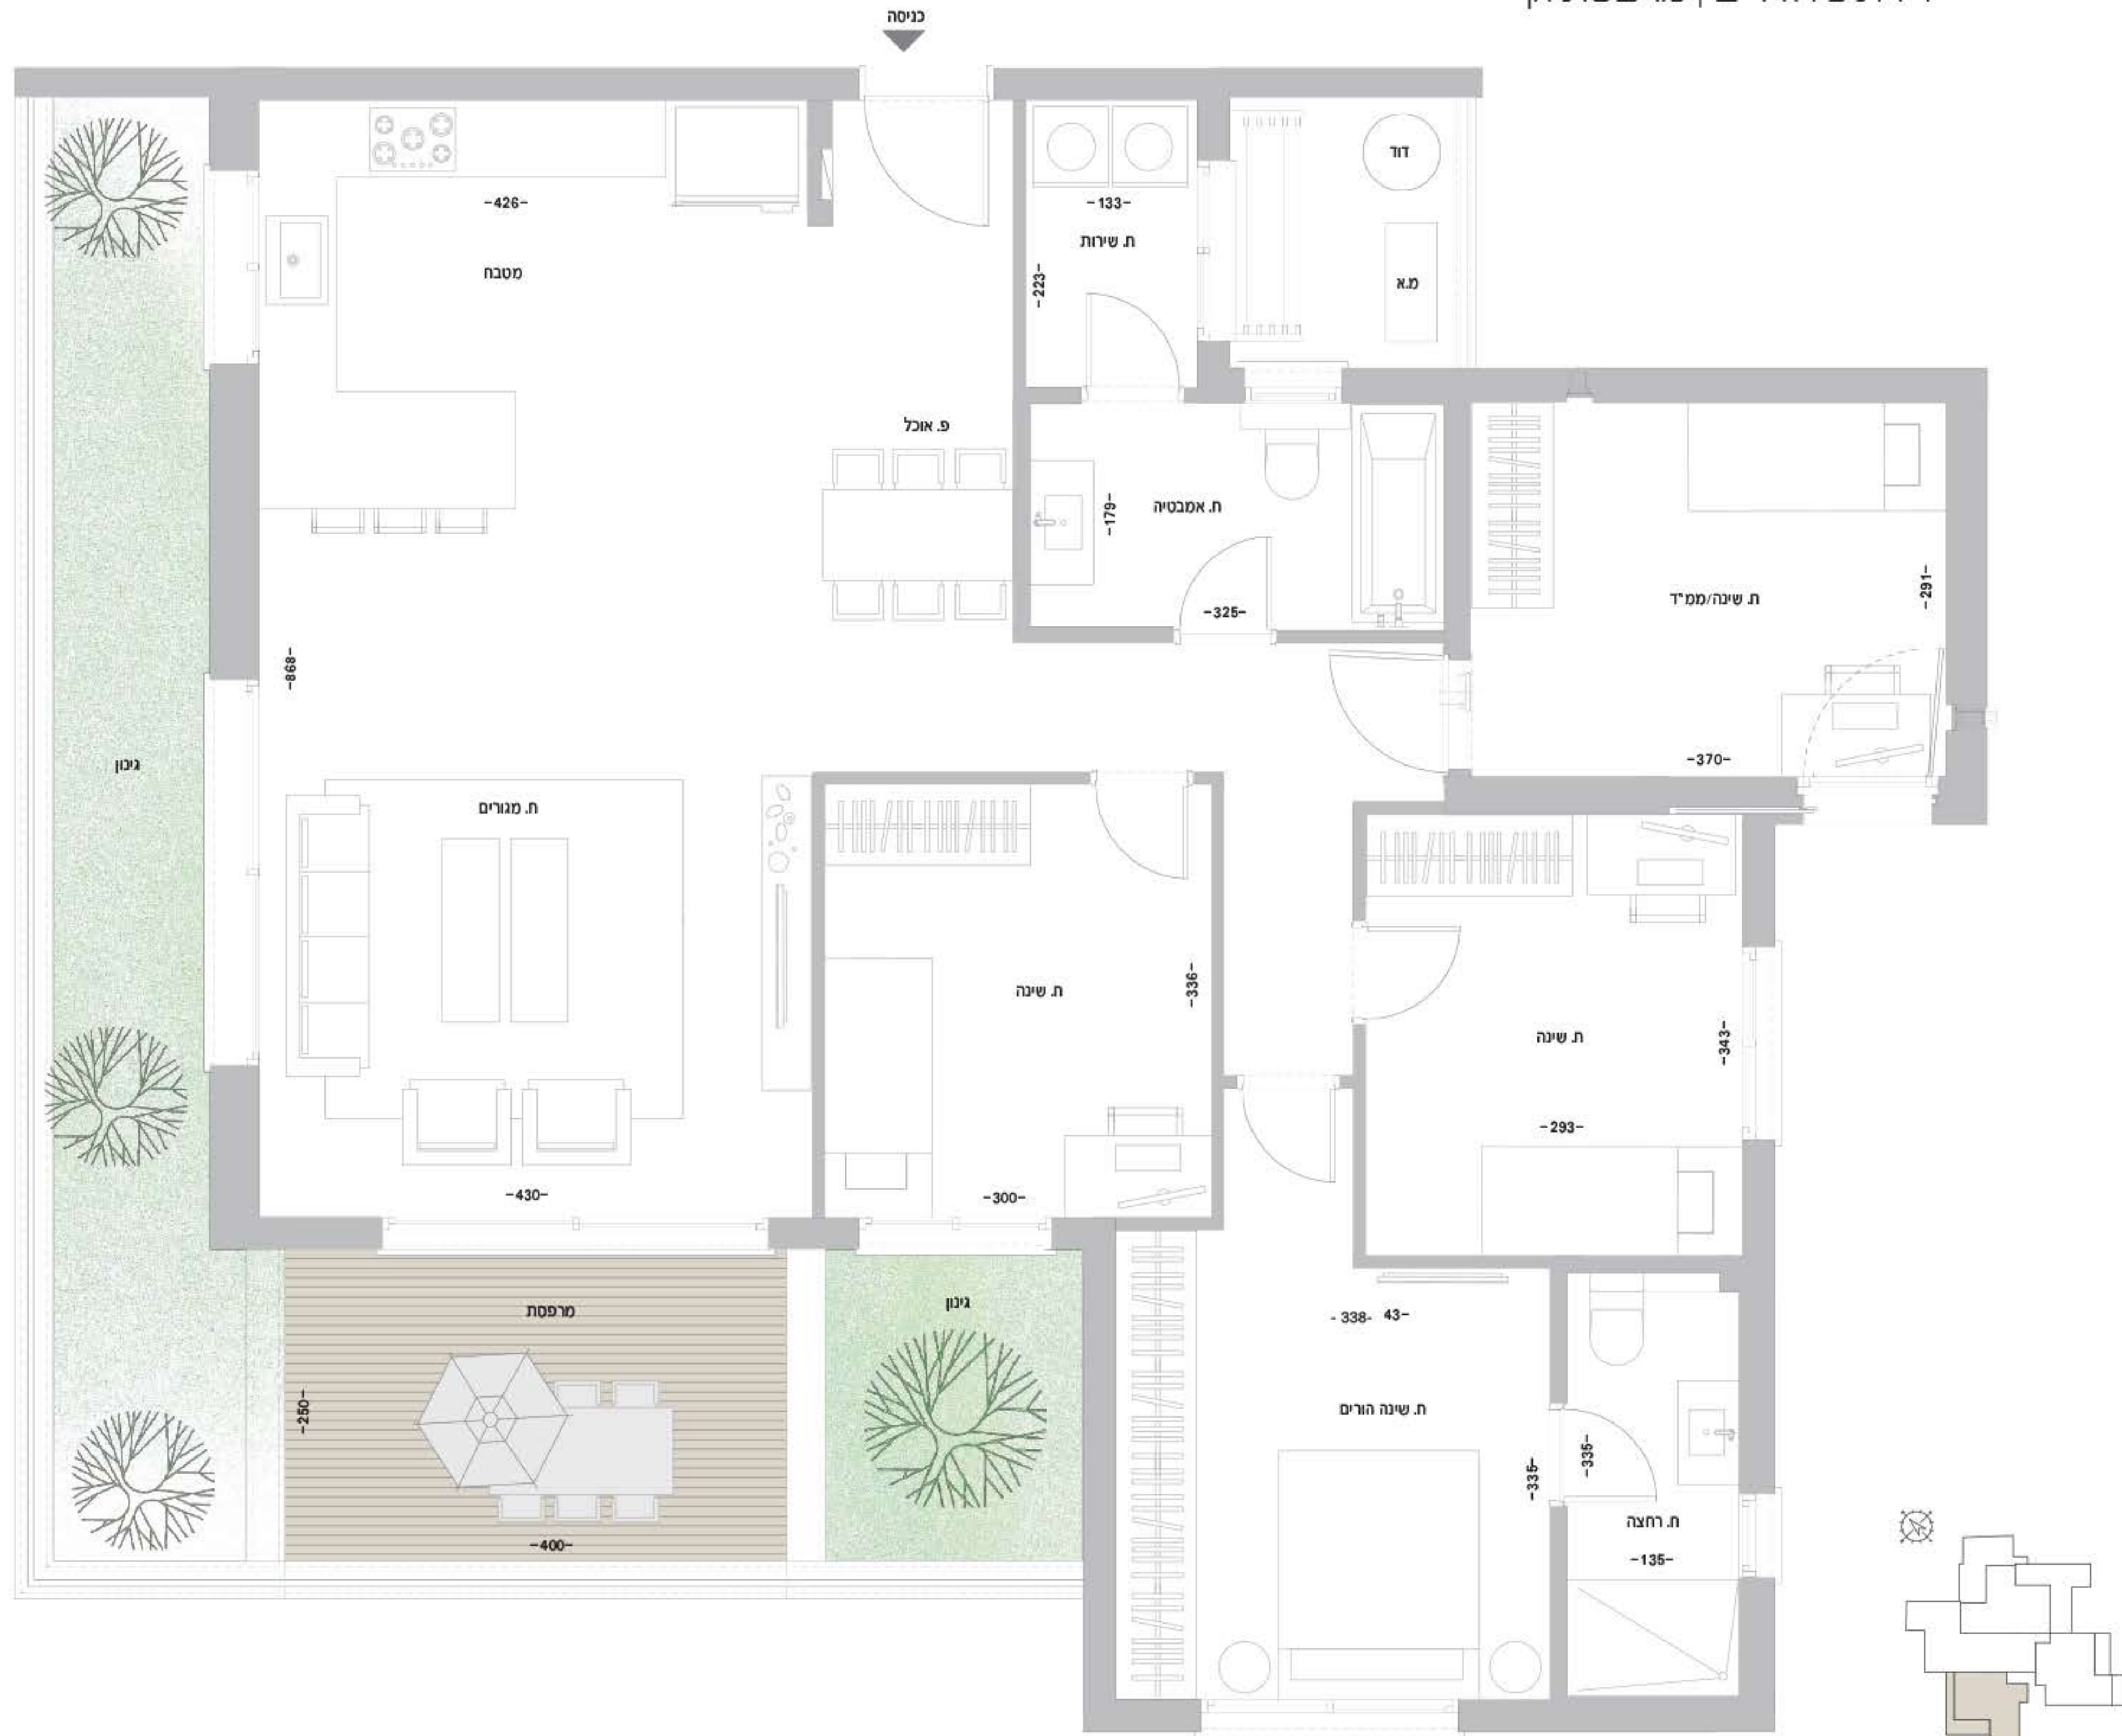 כניסה
דוד
-426-
-133-
ח. שירות
מטבח
-223-
מ.א
פ. אוכל
-179-
ח. אמבטיה
-325-
ח. שינה/ממ"ד
-291-
-868-
-370-
גינון
ח. מגורים
ח. שינה
-336-
ח. שינה
-343-
-293-
-430-
-300-
גינון
מרפסת
- 338- 43-
-250-
ח. שינה הורים
-335-
-335-
ח. רחצה
-400-
-135-